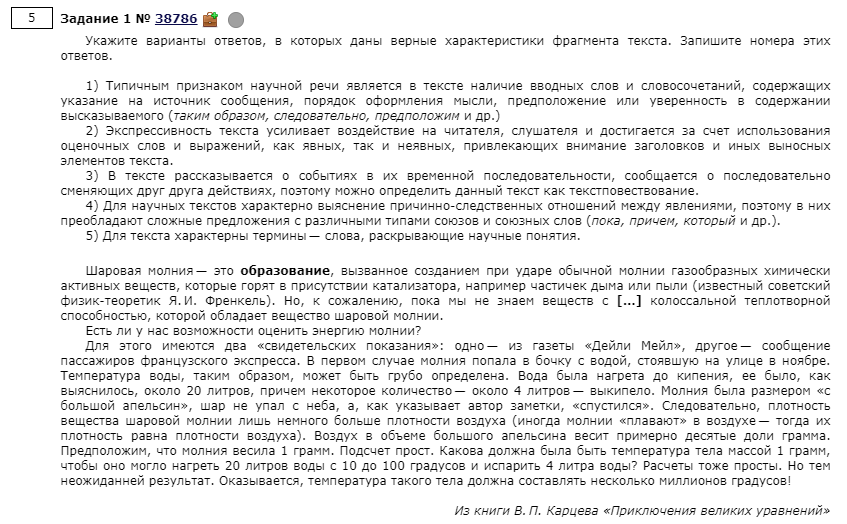 5
Задание 1 № 38786
Укажите варианты ответов, в которых даны верные характеристики фрагмента текста. Запишите номера этих
ответов.
1) Типичным признаком научной речи является в тексте наличие вводных слов и словосочетаний, содержащих
указание на источник сообщения, порядок оформления мысли, предположение или уверенность в содержании
высказываемого (таким образом, следовательно, предположим и др.)
2) Экспрессивность текста усиливает воздействие на читателя, слушателя и достигается за счет использования
оценочных слов и выражений, как явных, так и неявных, привлекающих внимание заголовков и иных выносных
элементов текста.
3) В тексте рассказывается о событиях в их временной последовательности, сообщается о последовательно
сменяющих друг друга действиях, поэтому можно определить данный текст как текстповествование.
4) Для научных текстов характерно выяснение причинно-следственных отношений между явлениями, поэтому в них
преобладают сложные предложения с различными типами союзов и союзных слов (пока, причем, который и др.).
5) Для текста характерны термины — слова, раскрывающие научные понятия.
Шаровая молния — это образование, вызванное созданием при ударе обычной молнии газообразных химически
активных веществ, которые горят в присутствии катализатора, например частичек дыма или пыли (известный советский
физик-теоретик Я. И. Френкель). Но, к сожалению, пока мы не знаем веществ с [...] колоссальной теплотворной
способностью, которой обладает вещество шаровой молнии.
Есть ли у нас возможности оценить энергию молнии?
Для этого имеются два «свидетельских показания»: одно — из газеты «Дейли Мейл», другое — сообщение
пассажиров французского экспресса. В первом случае молния попала в бочку с водой, стоявшую на улице в ноябре.
Температура воды, таким образом, может быть грубо определена. Вода была нагрета до кипения, ее было, как
выяснилось, около 20 литров, причем некоторое количество — около 4 литров — выкипело. Молния была размером «с
большой апельсин», шар не упал с неба, а, как указывает автор заметки, «спустился». Следовательно, плотность
вещества шаровой молнии лишь немного больше плотности воздуха (иногда молнии «плавают» в воздухе — тогда их
плотность равна плотности воздуха). Воздух в объеме большого апельсина весит примерно десятые доли грамма.
Предположим, что молния весила 1 грамм. Подсчет прост. Какова должна была быть температура тела массой 1 грамм,
чтобы оно могло нагреть 20 литров воды с 10 до 100 градусов и испарить 4 литра воды? Расчеты тоже просты. Но тем
неожиданней результат. Оказывается, температура такого тела должна составлять несколько миллионов градусов!
Из книги В. П. Карцева «Приключения великих уравнений»